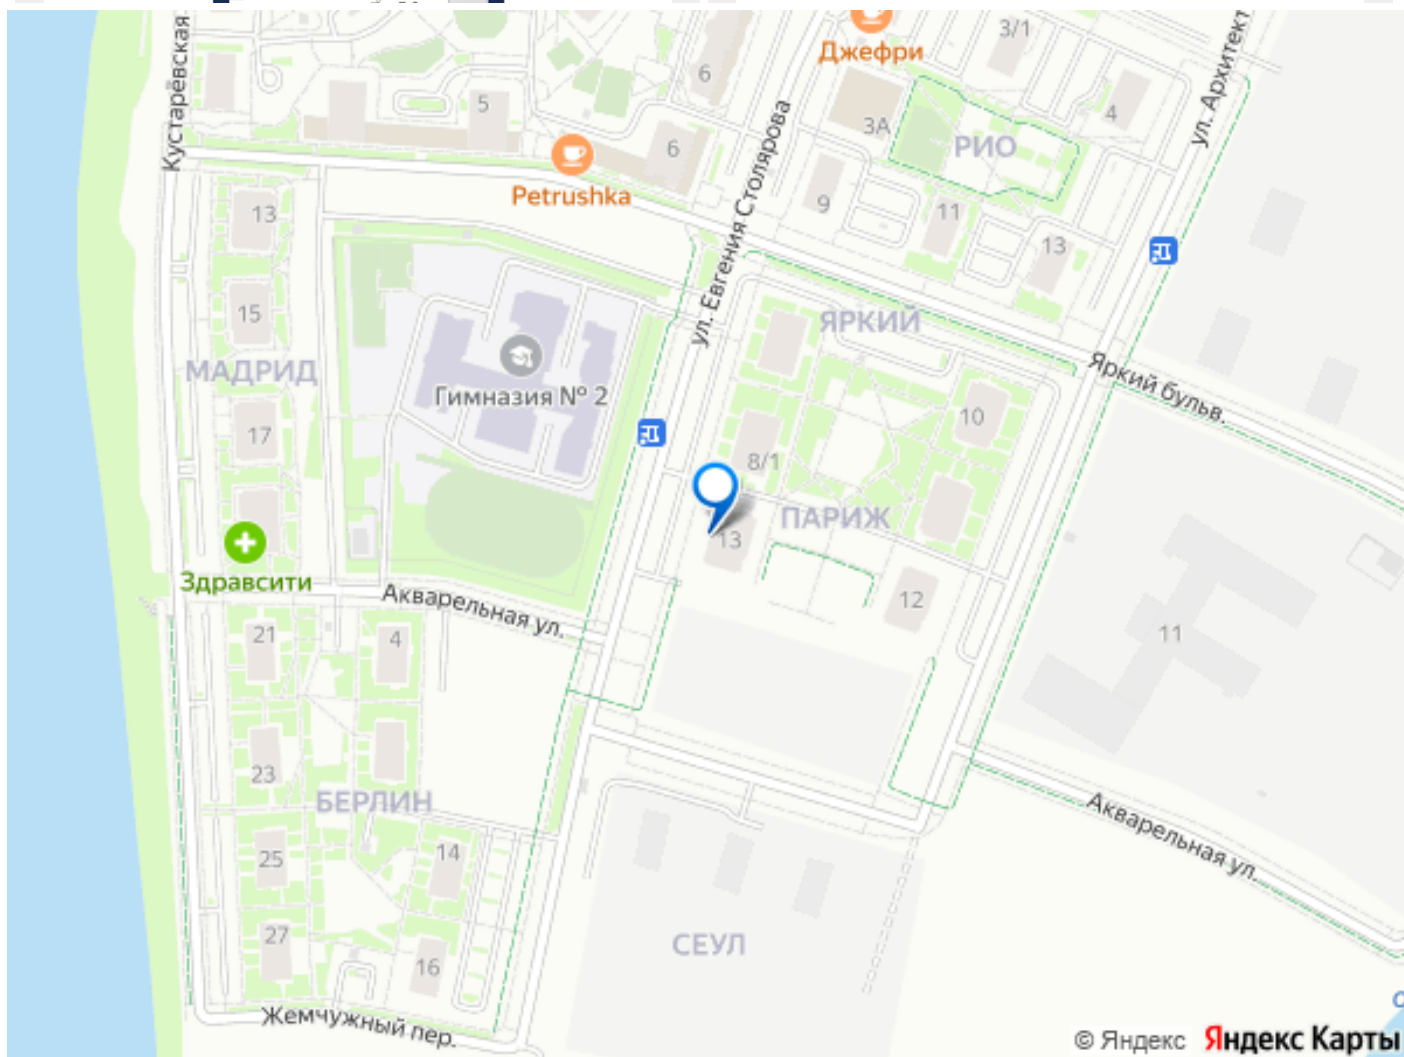 Кустарёвская
5
6
3/1
Джефри
ул. Архитект
4
3А
РИО
6
Petrushka
ул. Евгения Столярова
9
11
13
13
15
МАДРИД
Гимназия № 2
ЯРКИЙ
Яркий бульв.
17
10
8/1
ПАРИЖ
13
12
11
Здравсити
Акварельная ул.
21
4
23
БЕРЛИН
25
14
27
16
СЕУЛ
Акварельная ул.
Жемчужный пер.
© Яндекс Яндекс Карты